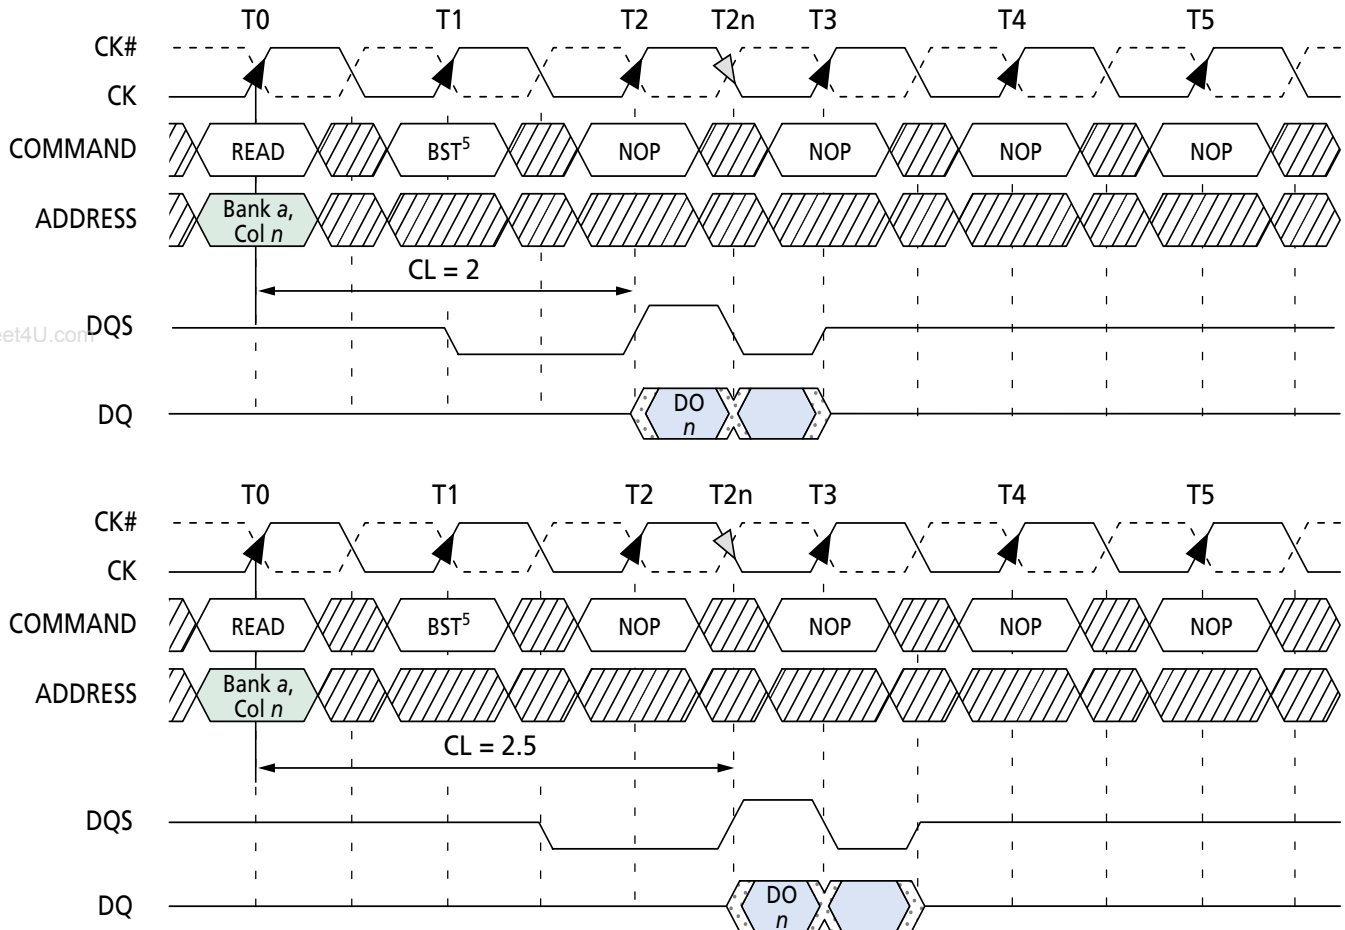 T0 T1 T2 T2n T3 T4 T5
CK#
CK
COMMAND READ BST5 NOP NOP NOP NOP
ADDRESS Bank a,
Col n
CL = 2
DQS
eet4U.com
DQ DO
n
T0 T1 T2 T2n T3 T4 T5
CK#
CK
COMMAND READ BST5 NOP NOP NOP NOP
ADDRESS Bank a,
Col n
CL = 2.5
DQS
DQ DO
n